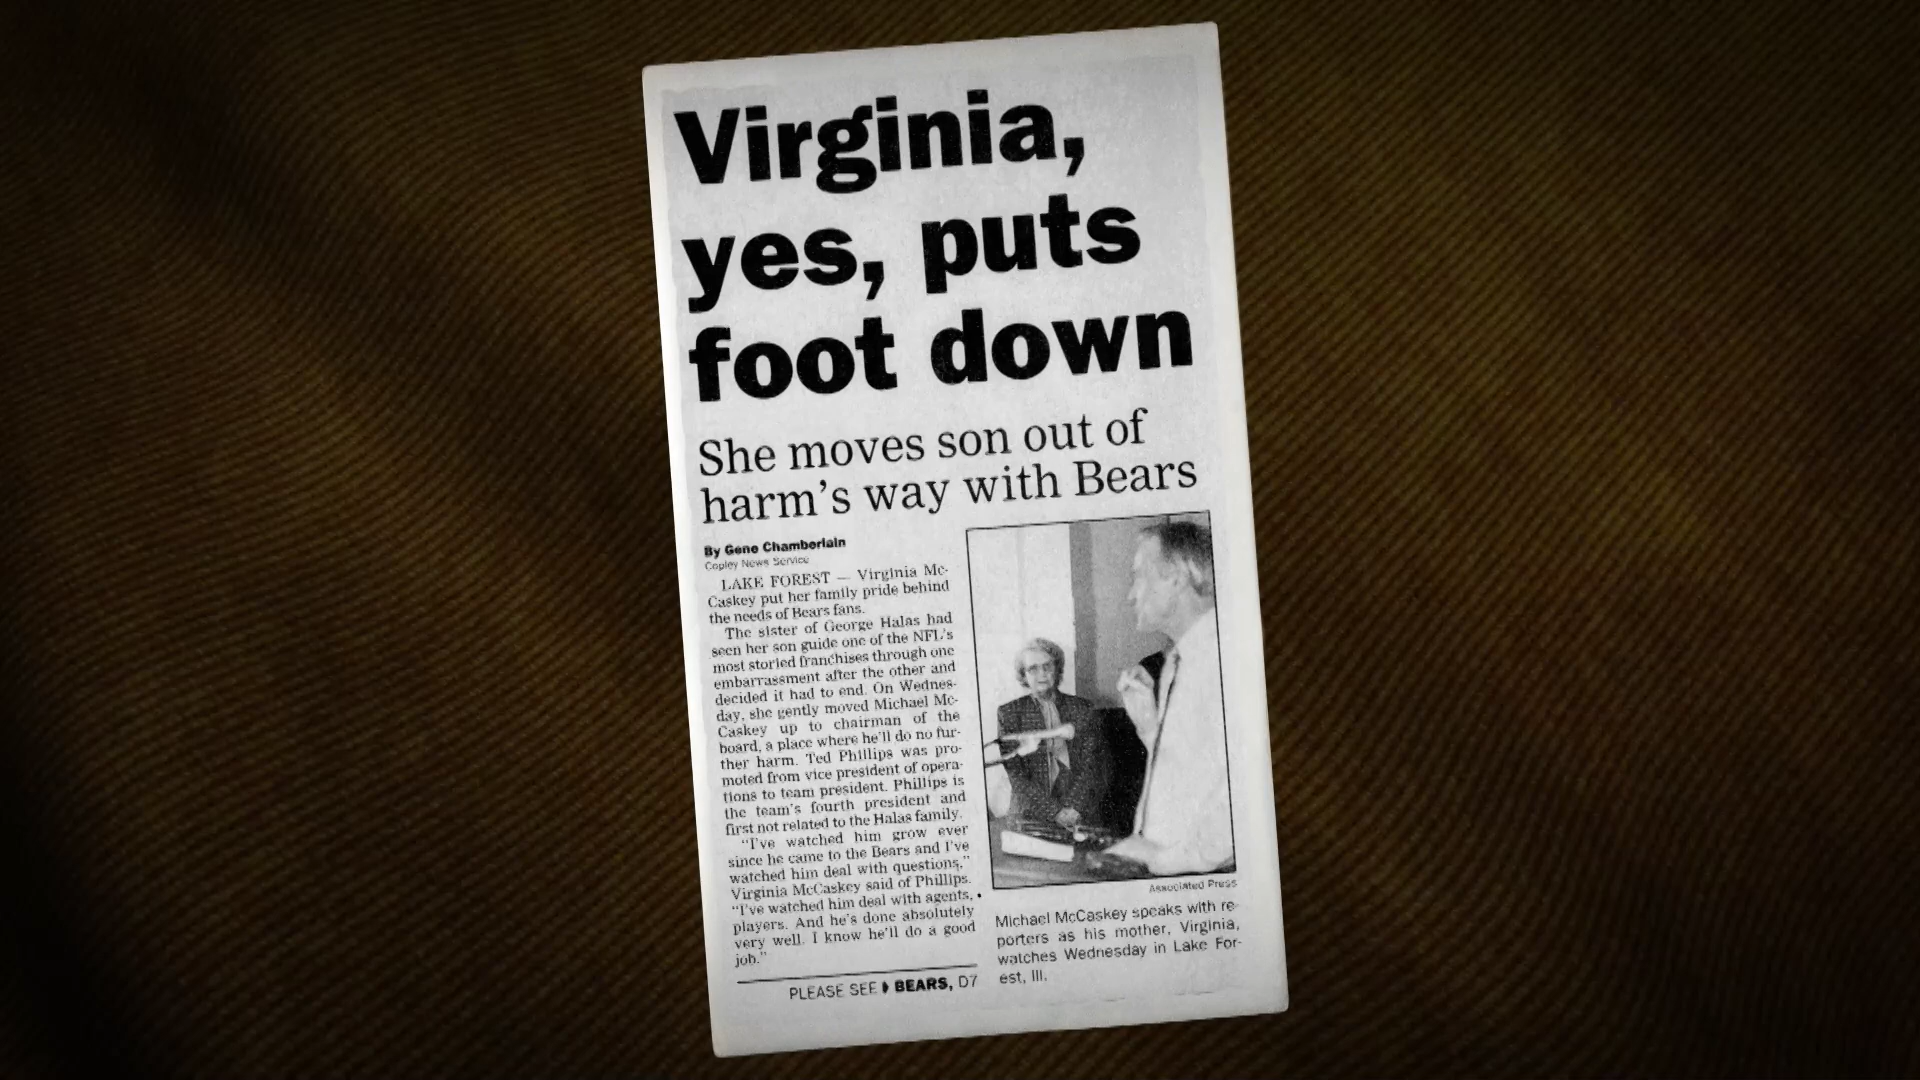 Virginia,
yes, puts
foot down
She moves son out of
harm's way with Bears
By Gene Chamberlain
Copley News Service
LAKE FOREST — Virginia Mc-
Caskey put her family pride behind
the needs of Bears fans.
The sister of George Halas had
seen her son guide one of the NFL's
most storied franchises through one
embarrassment after the other and
decided it had to end. On Wednes-
day, she gently moved Michael Mc-
Caskey up to chairman of the
board, a place where he'll do no fur-
ther harm. Ted Phillips was pro-
moted from vice president of opera-
tions to team president. Phillips is
the team's fourth president and
first not related to the Halas family.
"I've watched him grow ever
since he came to the Bears and I've
watched him deal with questions,"
Virginia McCaskey said of Phillips.
"I've watched him deal with agents,
players. And he's done absolutely
very well. I know he'll do a good
job."
PLEASE SEE BEARS, D7
Associated Press
Michael McCaskey speaks with re-
porters as his mother, Virginia,
watches Wednesday in Lake For-
est, Ill.